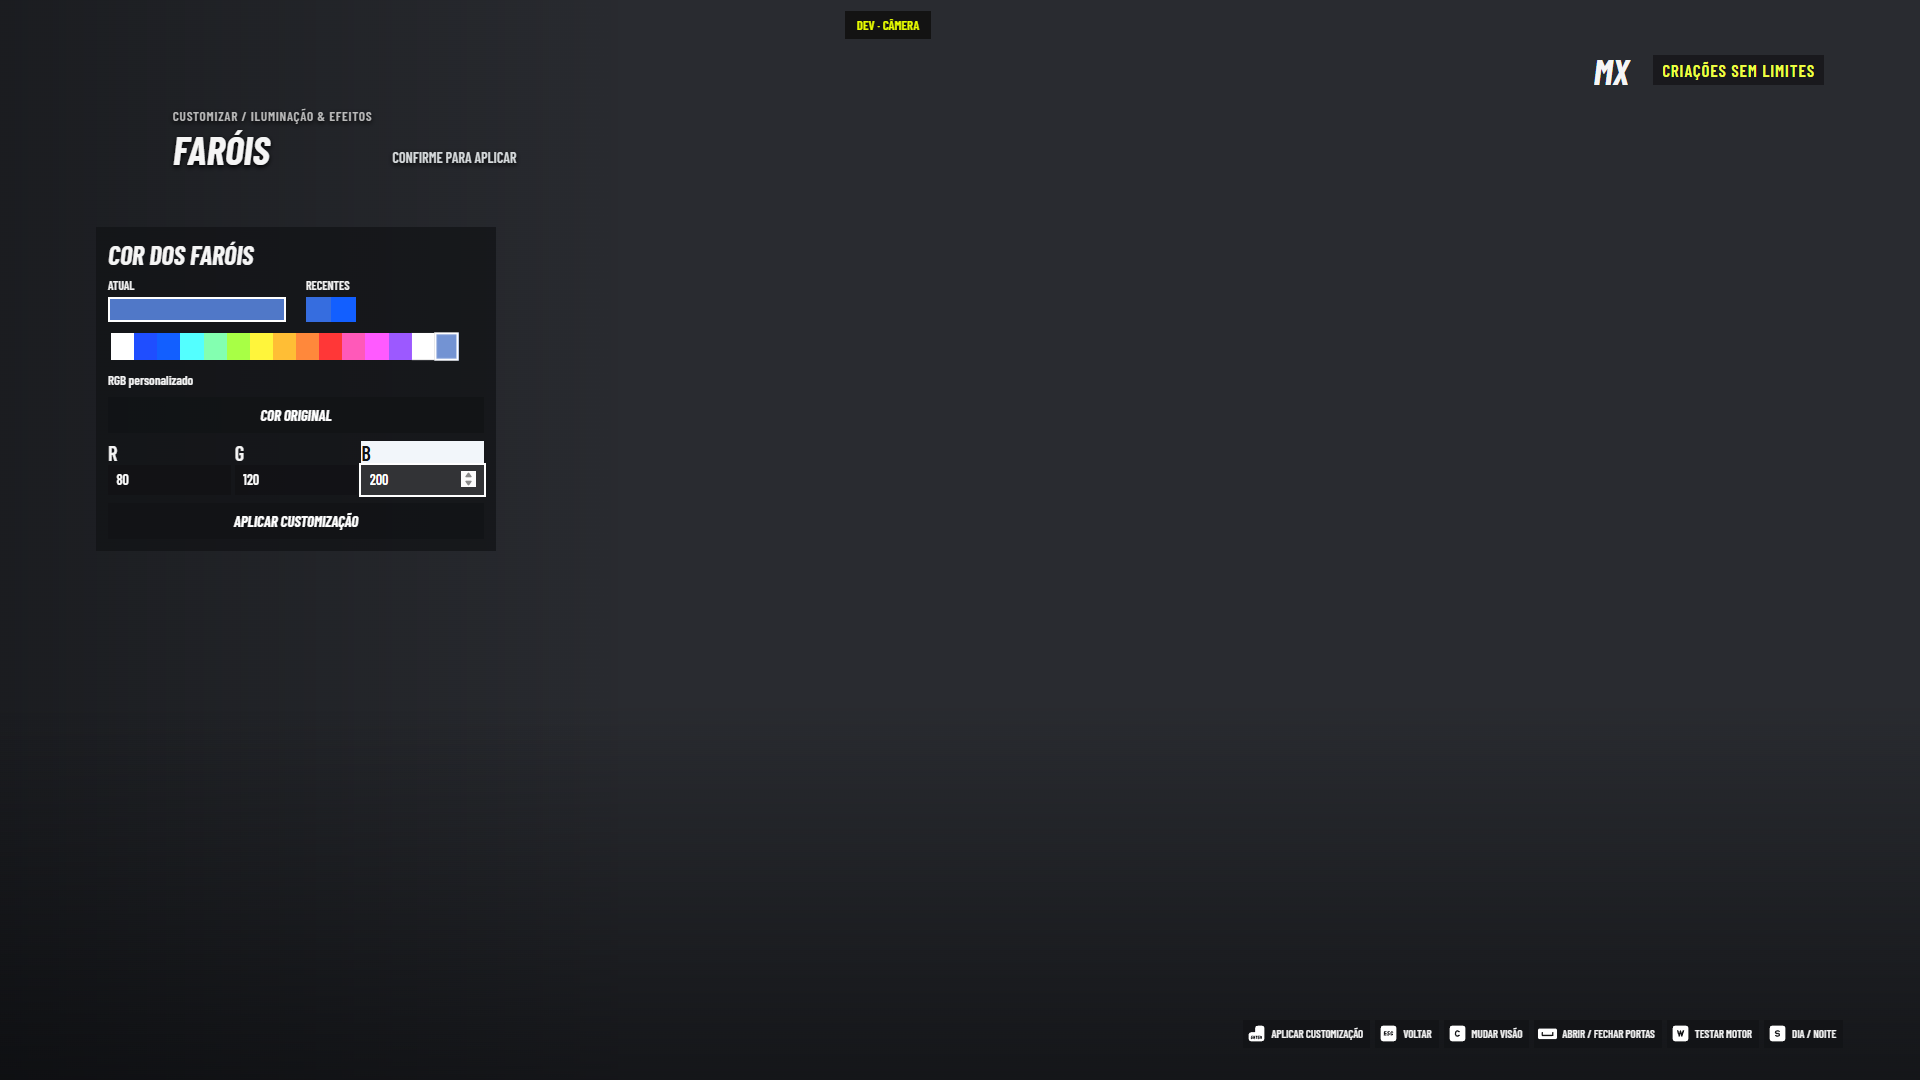 DEV - CÂMERA
MX
CRIAÇÕES SEM LIMITES
CUSTOMIZAR / ILUMINAÇÃO & EFEITOS
FARÓIS
CONFIRME PARA APLICAR
COR DOS FARÓIS
ATUAL
RECENTES
RGB personalizado
COR ORIGINAL
R G B
80 120 200
APLICAR CUSTOMIZAÇÃO
ENTER APLICAR CUSTOMIZAÇÃO ESC VOLTAR C MUDAR VISÃO ABRIR / FECHAR PORTAS W TESTAR MOTOR S DIA / NOITE